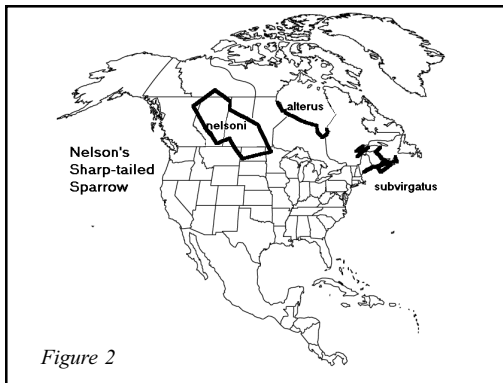 alterus
nelsoni
Nelson's
Sharp-tailed
Sparrow
subvirgatus
Figure 2